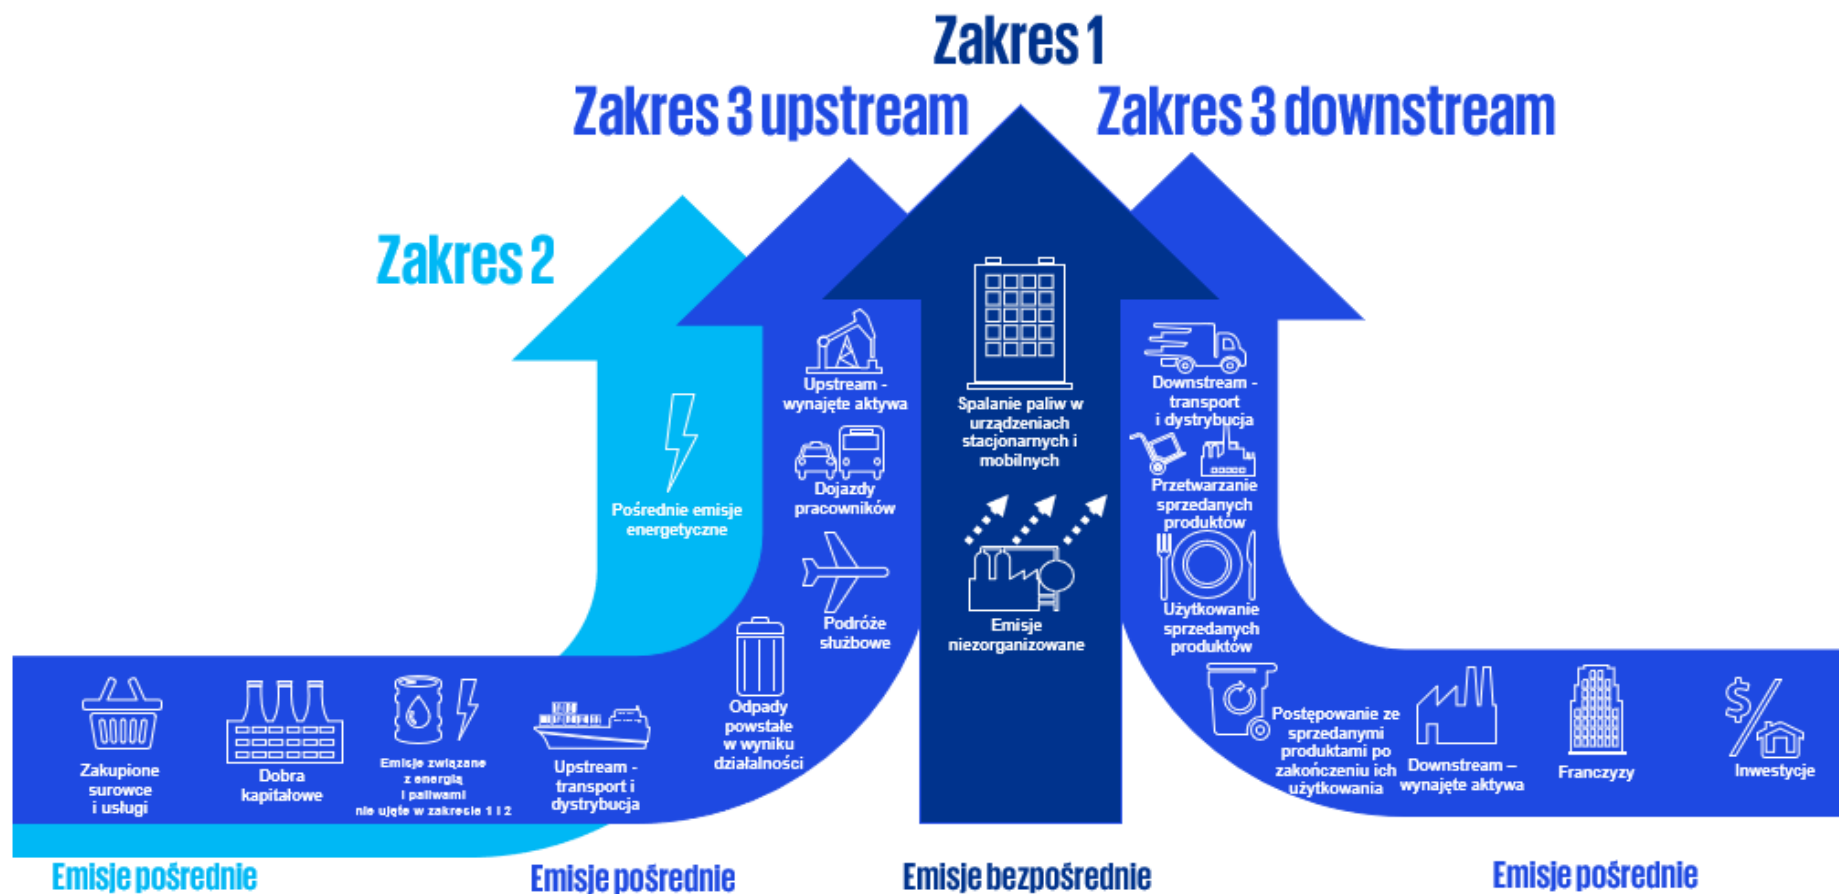 Zakres 1
Zakres 3 upstream
Zakres 3 downstream
Zakres 2
Upstream -
wynajęte aktywa
Dojazdy
pracowników
Podróże
służbowe
Pośrednie emisje
energetyczne
Spalanie paliw w
urządzeniach
stacjonarnych i
mobilnych
Emisje
niezorganizowane
Downstream -
transport
i dystrybucja
Przetwarzanie
sprzedanych
produktów
Użytkowanie
sprzedanych
produktów
Zakupione
surowce
i usługi
Dobra
kapitałowe
Emisje związane
z energią
i paliwami
nie ujęte w zakresie 1 i 2
Upstream -
transport i
dystrybucja
Odpady
powstałe
w wyniku
działalności
Postępowanie ze
sprzedanymi
produktami po
zakończeniu ich
użytkowania
Downstream –
wynajęte aktywa
Franczyzy
$
Inwestycje
Emisje pośrednie
Emisje pośrednie
Emisje bezpośrednie
Emisje pośrednie